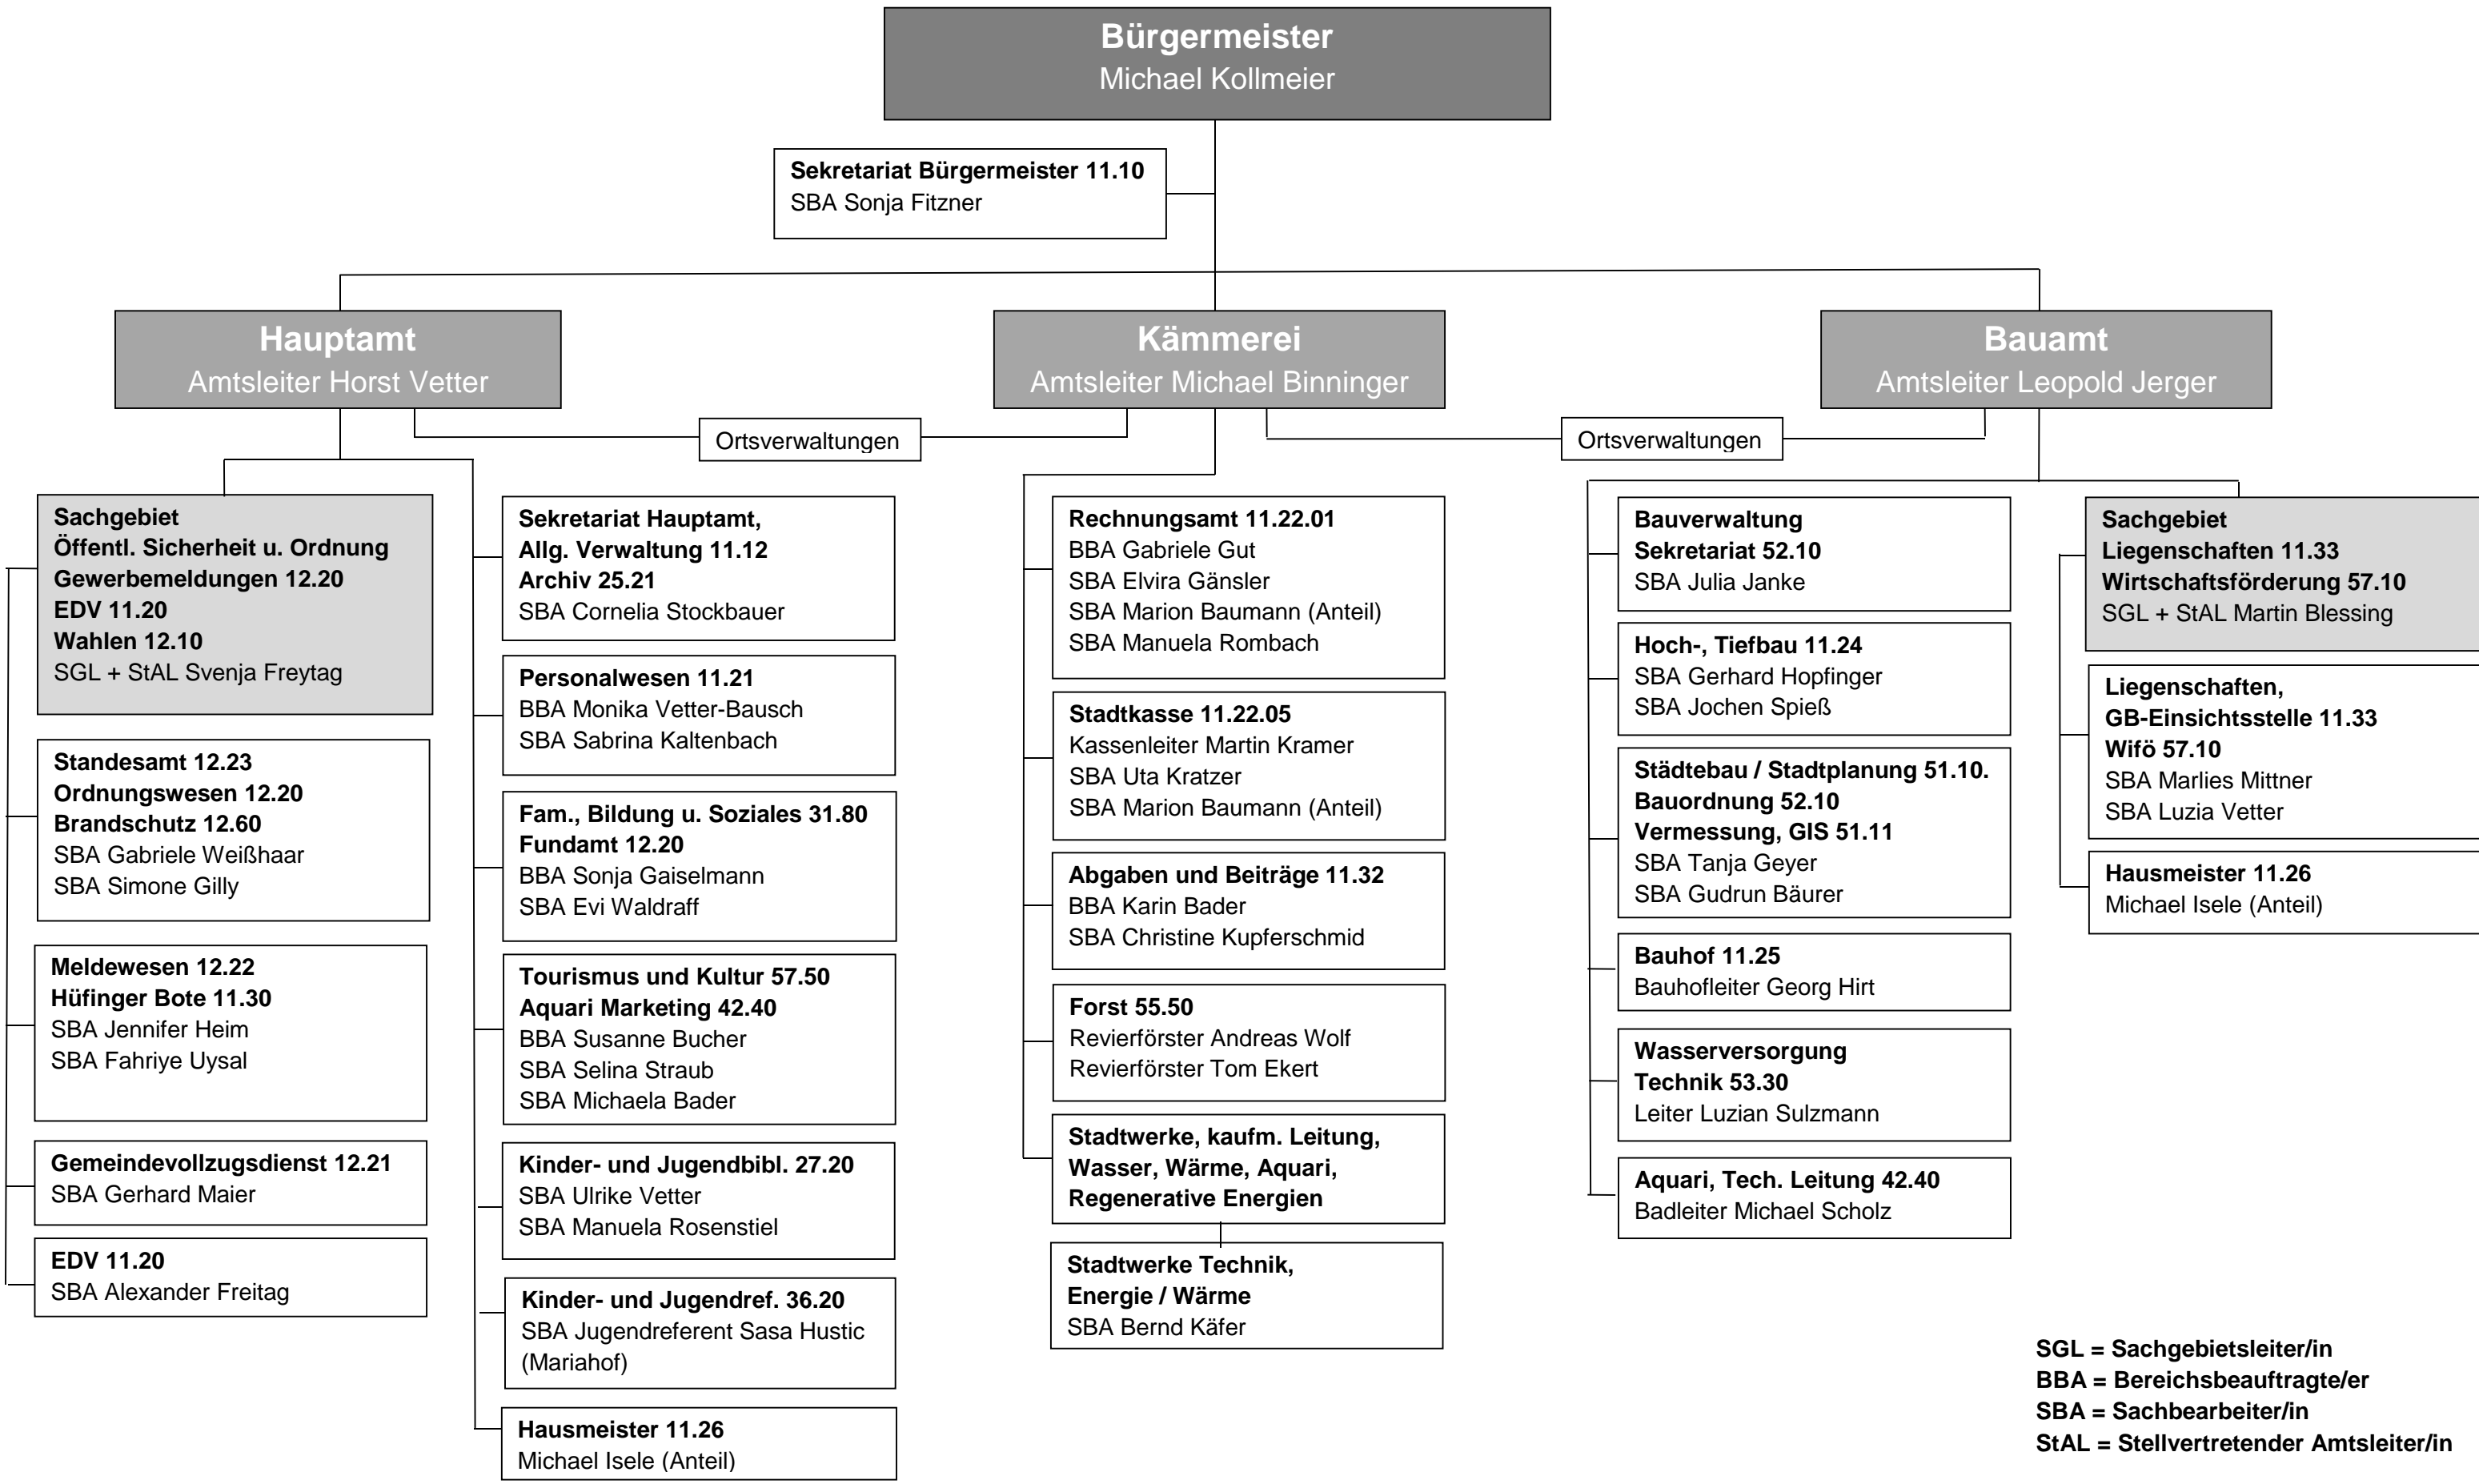 Bürgermeister
Michael Kollmeier
Sekretariat Bürgermeister 11.10
SBA Sonja Fitzner
Hauptamt
Amtsleiter Horst Vetter
Kämmerei
Amtsleiter Michael Binninger
Bauamt
Amtsleiter Leopold Jerger
Ortsverwaltungen
Ortsverwaltungen
Sachgebiet
Öffentl. Sicherheit u. Ordnung
Gewerbemeldungen 12.20
EDV 11.20
Wahlen 12.10
SGL + StAL Svenja Freytag
Standesamt 12.23
Ordnungswesen 12.20
Brandschutz 12.60
SBA Gabriele Weißhaar
SBA Simone Gilly
Meldewesen 12.22
Hüfinger Bote 11.30
SBA Jennifer Heim
SBA Fahriye Uysal
Gemeindevollzugsdienst 12.21
SBA Gerhard Maier
EDV 11.20
SBA Alexander Freitag
Sekretariat Hauptamt,
Allg. Verwaltung 11.12
Archiv 25.21
SBA Cornelia Stockbauer
Personalwesen 11.21
BBA Monika Vetter-Bausch
SBA Sabrina Kaltenbach
Fam., Bildung u. Soziales 31.80
Fundamt 12.20
BBA Sonja Gaiselmann
SBA Evi Waldraff
Tourismus und Kultur 57.50
Aquari Marketing 42.40
BBA Susanne Bucher
SBA Selina Straub
SBA Michaela Bader
Kinder- und Jugendbibl. 27.20
SBA Ulrike Vetter
SBA Manuela Rosenstiel
Kinder- und Jugendref. 36.20
SBA Jugendreferent Sasa Hustic
(Mariahof)
Hausmeister 11.26
Michael Isele (Anteil)
Rechnungsamt 11.22.01
BBA Gabriele Gut
SBA Elvira Gänsler
SBA Marion Baumann (Anteil)
SBA Manuela Rombach
Stadtkasse 11.22.05
Kassenleiter Martin Kramer
SBA Uta Kratzer
SBA Marion Baumann (Anteil)
Abgaben und Beiträge 11.32
BBA Karin Bader
SBA Christine Kupferschmid
Forst 55.50
Revierförster Andreas Wolf
Revierförster Tom Ekert
Stadtwerke, kaufm. Leitung,
Wasser, Wärme, Aquari,
Regenerative Energien
Stadtwerke Technik,
Energie / Wärme
SBA Bernd Käfer
Bauverwaltung
Sekretariat 52.10
SBA Julia Janke
Hoch-, Tiefbau 11.24
SBA Gerhard Hopfinger
SBA Jochen Spieß
Städtebau / Stadtplanung 51.10.
Bauordnung 52.10
Vermessung, GIS 51.11
SBA Tanja Geyer
SBA Gudrun Bäurer
Bauhof 11.25
Bauhofleiter Georg Hirt
Wasserversorgung
Technik 53.30
Leiter Luzian Sulzmann
Aquari, Tech. Leitung 42.40
Badleiter Michael Scholz
Sachgebiet
Liegenschaften 11.33
Wirtschaftsförderung 57.10
SGL + StAL Martin Blessing
Liegenschaften,
GB-Einsichtsstelle 11.33
Wifö 57.10
SBA Marlies Mittner
SBA Luzia Vetter
Hausmeister 11.26
Michael Isele (Anteil)
SGL = Sachgebietsleiter/in
BBA = Bereichsbeauftragte/er
SBA = Sachbearbeiter/in
StAL = Stellvertretender Amtsleiter/in